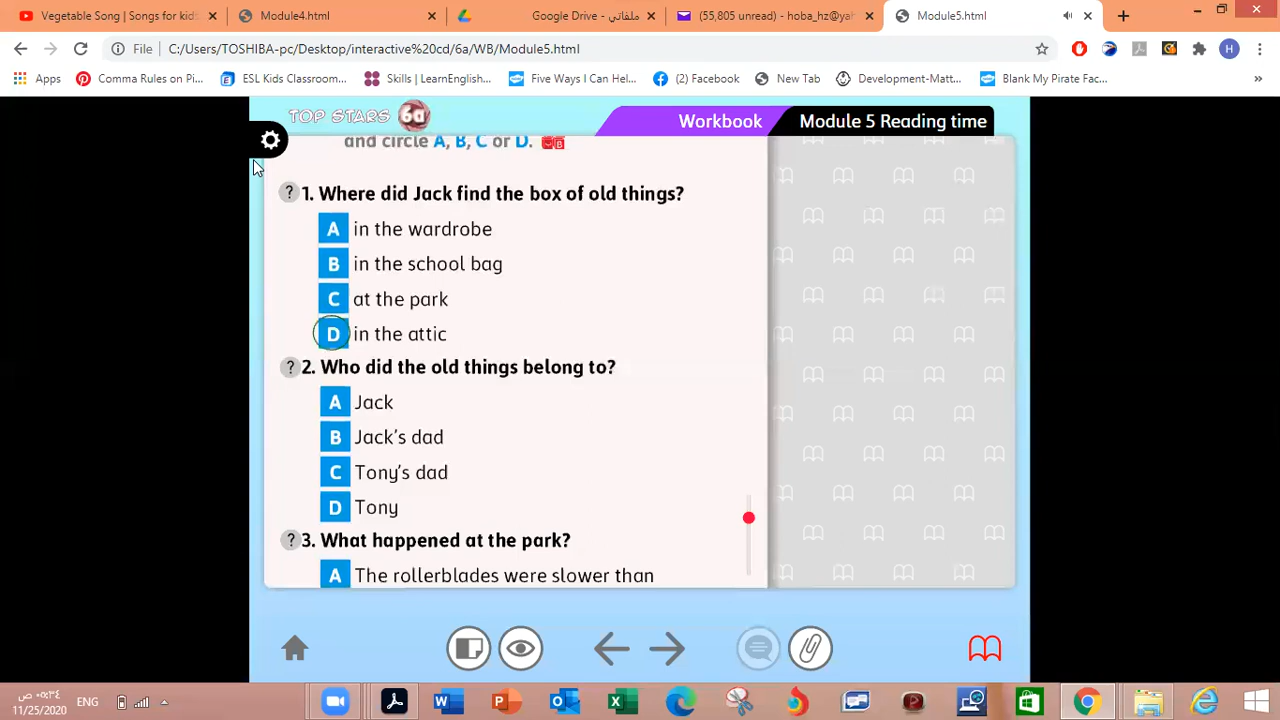 Vegetable Song | Songs for kids
Module4.html
ملفاتي - Google Drive
(55,805 unread) - hoba_hz@yah
Module5.html
File
C:/Users/TOSHIBA-pc/Desktop/interactive%20cd/6a/WB/Module5.html
H
Apps
Comma Rules on Pi...
ESL Kids Classroom...
Skills | LearnEnglish...
Five Ways I Can Hel...
(2) Facebook
New Tab
Development-Matt...
Blank My Pirate Fac...
»
TOP STARS 6a
Workbook
Module 5 Reading time
and circle A, B, C or D.
? 1. Where did Jack find the box of old things?
A in the wardrobe
B in the school bag
C at the park
D in the attic
? 2. Who did the old things belong to?
A Jack
B Jack's dad
C Tony's dad
D Tony
? 3. What happened at the park?
A The rollerblades were slower than
ص ٠٥:٣٤
11/25/2020
ENG